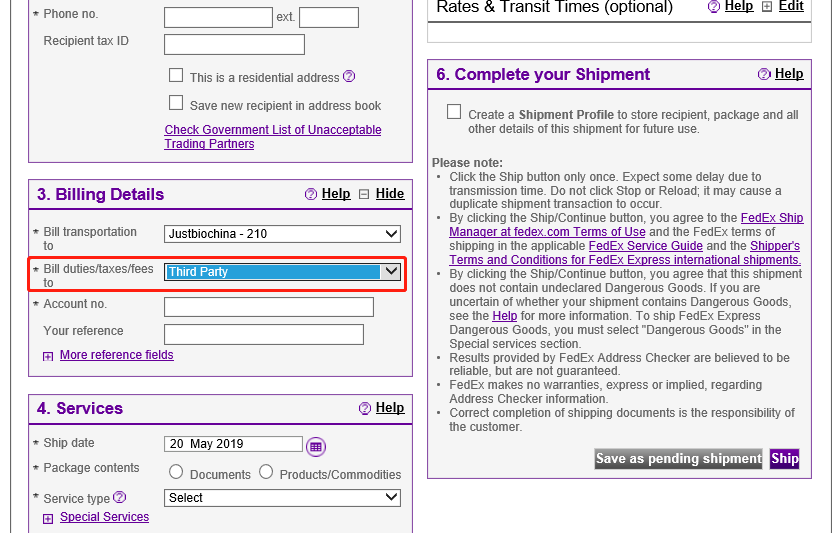 * Phone no. ext.
Recipient tax ID
This is a residential address ?
Save new recipient in address book
Check Government List of Unacceptable
Trading Partners
3. Billing Details ? Help Hide
* Bill transportation
to
Justbiochina - 210
* Bill duties/taxes/fees
to
Third Party
* Account no.
Your reference
More reference fields
4. Services ? Help
* Ship date 20 May 2019
* Package contents Documents Products/Commodities
* Service type ? Select
Special Services
Rates & Transit Times (optional) ? Help Edit
6. Complete your Shipment ? Help
Create a Shipment Profile to store recipient, package and all
other details of this shipment for future use.
Please note:
• Click the Ship button only once. Expect some delay due to
transmission time. Do not click Stop or Reload; it may cause a
duplicate shipment transaction to occur.
• By clicking the Ship/Continue button, you agree to the FedEx Ship
Manager at fedex.com Terms of Use and the FedEx terms of
shipping in the applicable FedEx Service Guide and the Shipper's
Terms and Conditions for FedEx Express international shipments.
• By clicking the Ship/Continue button, you agree that this shipment
does not contain undeclared Dangerous Goods. If you are
uncertain of whether your shipment contains Dangerous Goods,
see the Help for more information. To ship FedEx Express
Dangerous Goods, you must select "Dangerous Goods" in the
Special services section.
• Results provided by FedEx Address Checker are believed to be
reliable, but are not guaranteed.
• FedEx makes no warranties, express or implied, regarding
Address Checker information.
• Correct completion of shipping documents is the responsibility of
the customer.
Save as pending shipment Ship